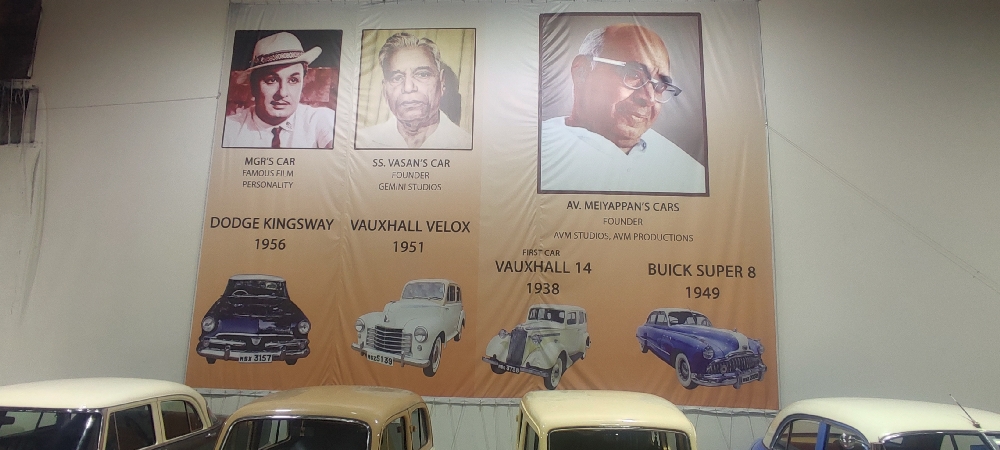 MGR'S CAR
FAMOUS FILM
PERSONALITY
SS. VASAN'S CAR
FOUNDER
GEMINI STUDIOS
AV. MEIYAPPAN'S CARS
FOUNDER
AVM STUDIOS, AVM PRODUCTIONS
DODGE KINGSWAY
1956
VAUXHALL VELOX
1951
FIRST CAR
VAUXHALL 14
1938
BUICK SUPER 8
1949
MSX 3157